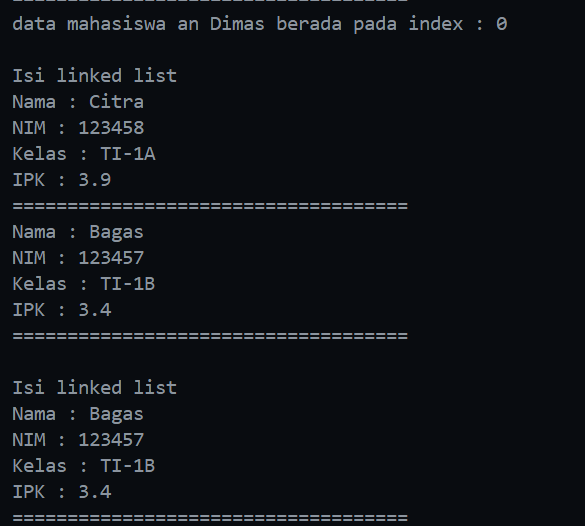 ====================================
data mahasiswa an Dimas berada pada index : 0
Isi linked list
Nama : Citra
NIM : 123458
Kelas : TI-1A
IPK : 3.9
====================================
Nama : Bagas
NIM : 123457
Kelas : TI-1B
IPK : 3.4
====================================
Isi linked list
Nama : Bagas
NIM : 123457
Kelas : TI-1B
IPK : 3.4
====================================